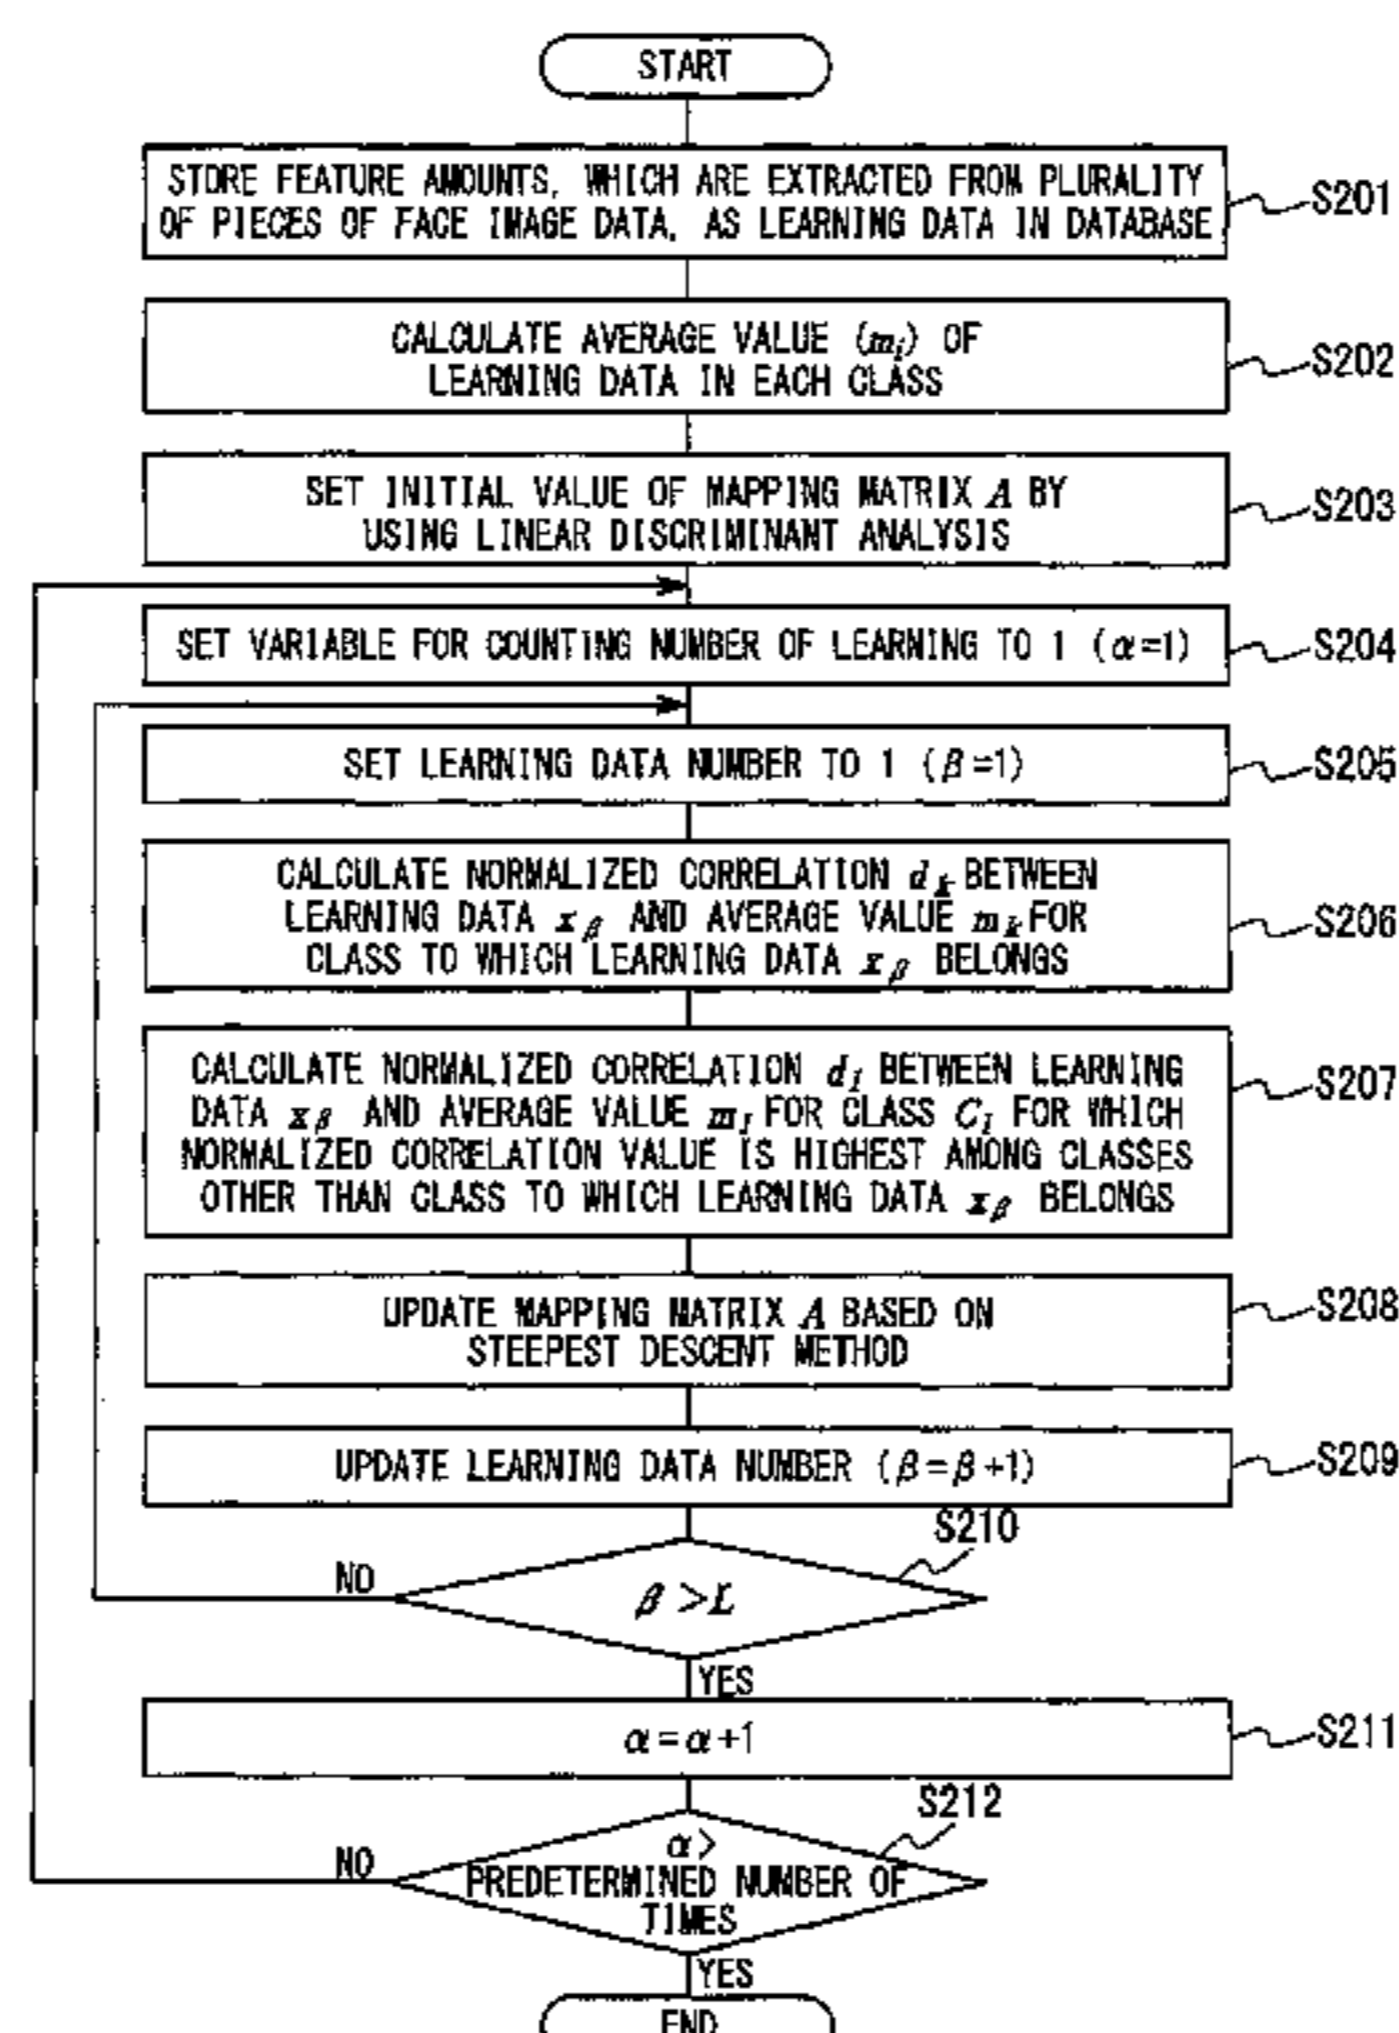 START
STORE FEATURE AMOUNTS, WHICH ARE EXTRACTED FROM PLURALITY
OF PIECES OF FACE IMAGE DATA, AS LEARNING DATA IN DATABASE
S201
CALCULATE AVERAGE VALUE (mi) OF
LEARNING DATA IN EACH CLASS
S202
SET INITIAL VALUE OF MAPPING MATRIX A BY
USING LINEAR DISCRIMINANT ANALYSIS
S203
SET VARIABLE FOR COUNTING NUMBER OF LEARNING TO 1 (α=1)
S204
SET LEARNING DATA NUMBER TO 1 (β=1)
S205
CALCULATE NORMALIZED CORRELATION dk BETWEEN
LEARNING DATA xβ AND AVERAGE VALUE mk FOR
CLASS TO WHICH LEARNING DATA xβ BELONGS
S206
CALCULATE NORMALIZED CORRELATION dl BETWEEN LEARNING
DATA xβ AND AVERAGE VALUE ml FOR CLASS Cl FOR WHICH
NORMALIZED CORRELATION VALUE IS HIGHEST AMONG CLASSES
OTHER THAN CLASS TO WHICH LEARNING DATA xβ BELONGS
S207
UPDATE MAPPING MATRIX A BASED ON
STEEPEST DESCENT METHOD
S208
UPDATE LEARNING DATA NUMBER (β=β+1)
S209
S210
NO
β>L
YES
α=α+1
S211
S212
NO
α>
PREDETERMINED NUMBER OF
TIMES
YES
END